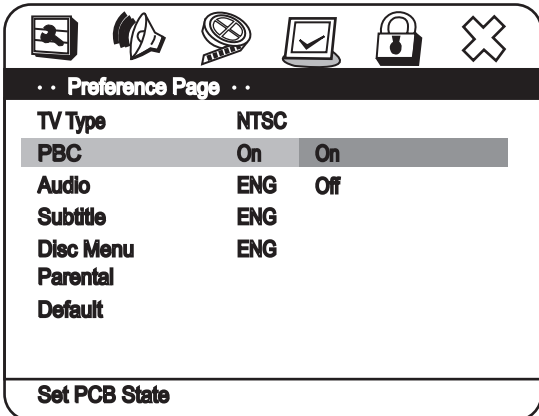 ·· Preference Page ··
TV Type NTSC
PBC On On
Audio ENG Off
Subtitle ENG
Disc Menu ENG
Parental
Default
Set PCB State